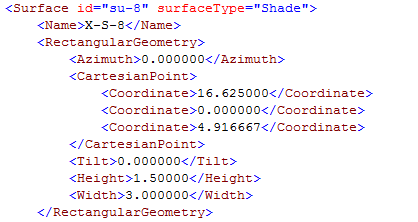 <Surface id="su-8" surfaceType="Shade">
<Name>X-S-8</Name>
<RectangularGeometry>
<Azimuth>0.000000</Azimuth>
<CartesianPoint>
<Coordinate>16.625000</Coordinate>
<Coordinate>0.000000</Coordinate>
<Coordinate>4.916667</Coordinate>
</CartesianPoint>
<Tilt>0.000000</Tilt>
<Height>1.50000</Height>
<Width>3.000000</Width>
</RectangularGeometry>